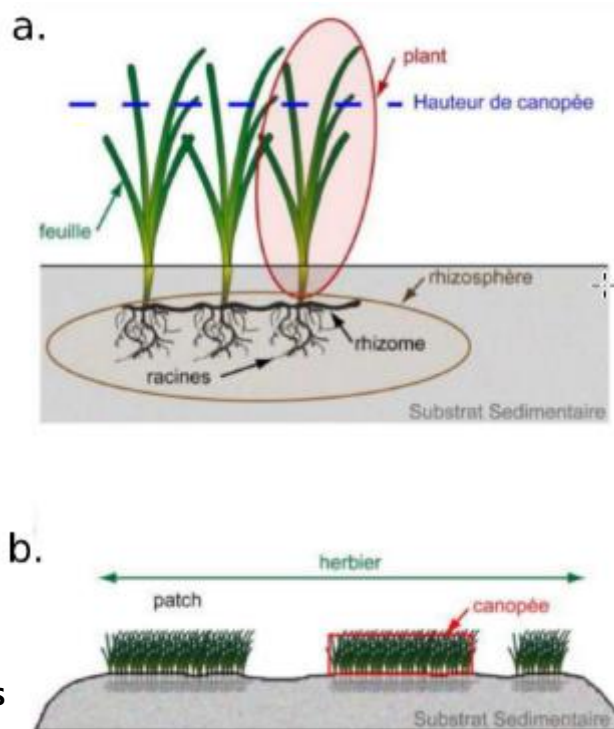 a.
plant
Hauteur de canopée
feuille
rhizosphère
rhizome
racines
Substrat Sedimentaire
b.
herbier
patch
canopée
s
Substrat Sedimentaire